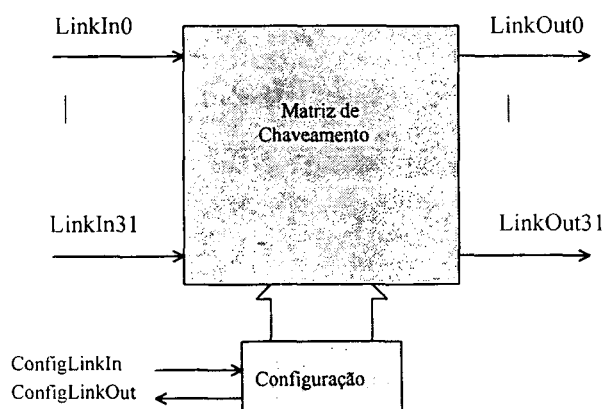 LinkIn0
LinkOut0
Matriz de
Chaveamento
LinkIn31
LinkOut31
ConfigLinkIn
ConfigLinkOut
Configuração